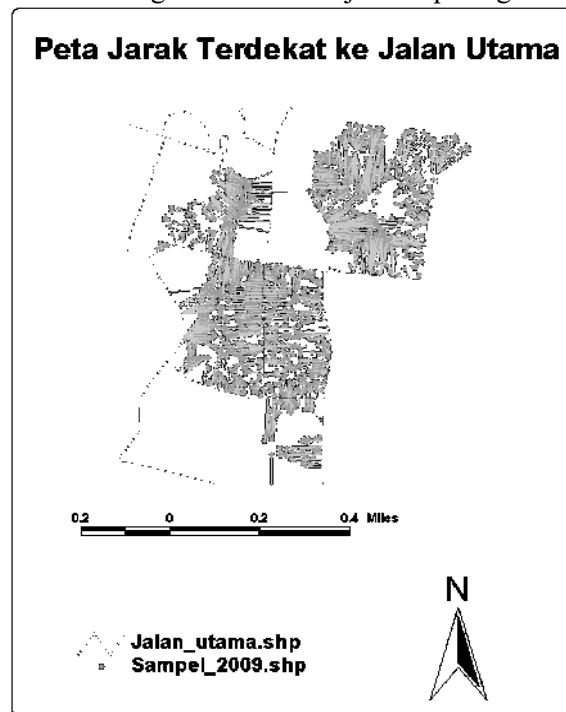 Peta Jarak Terdekat ke Jalan Utama
0.2 0 0.2 0.4 Miles
N
Jalan_utama.shp
Sampel_2009.shp